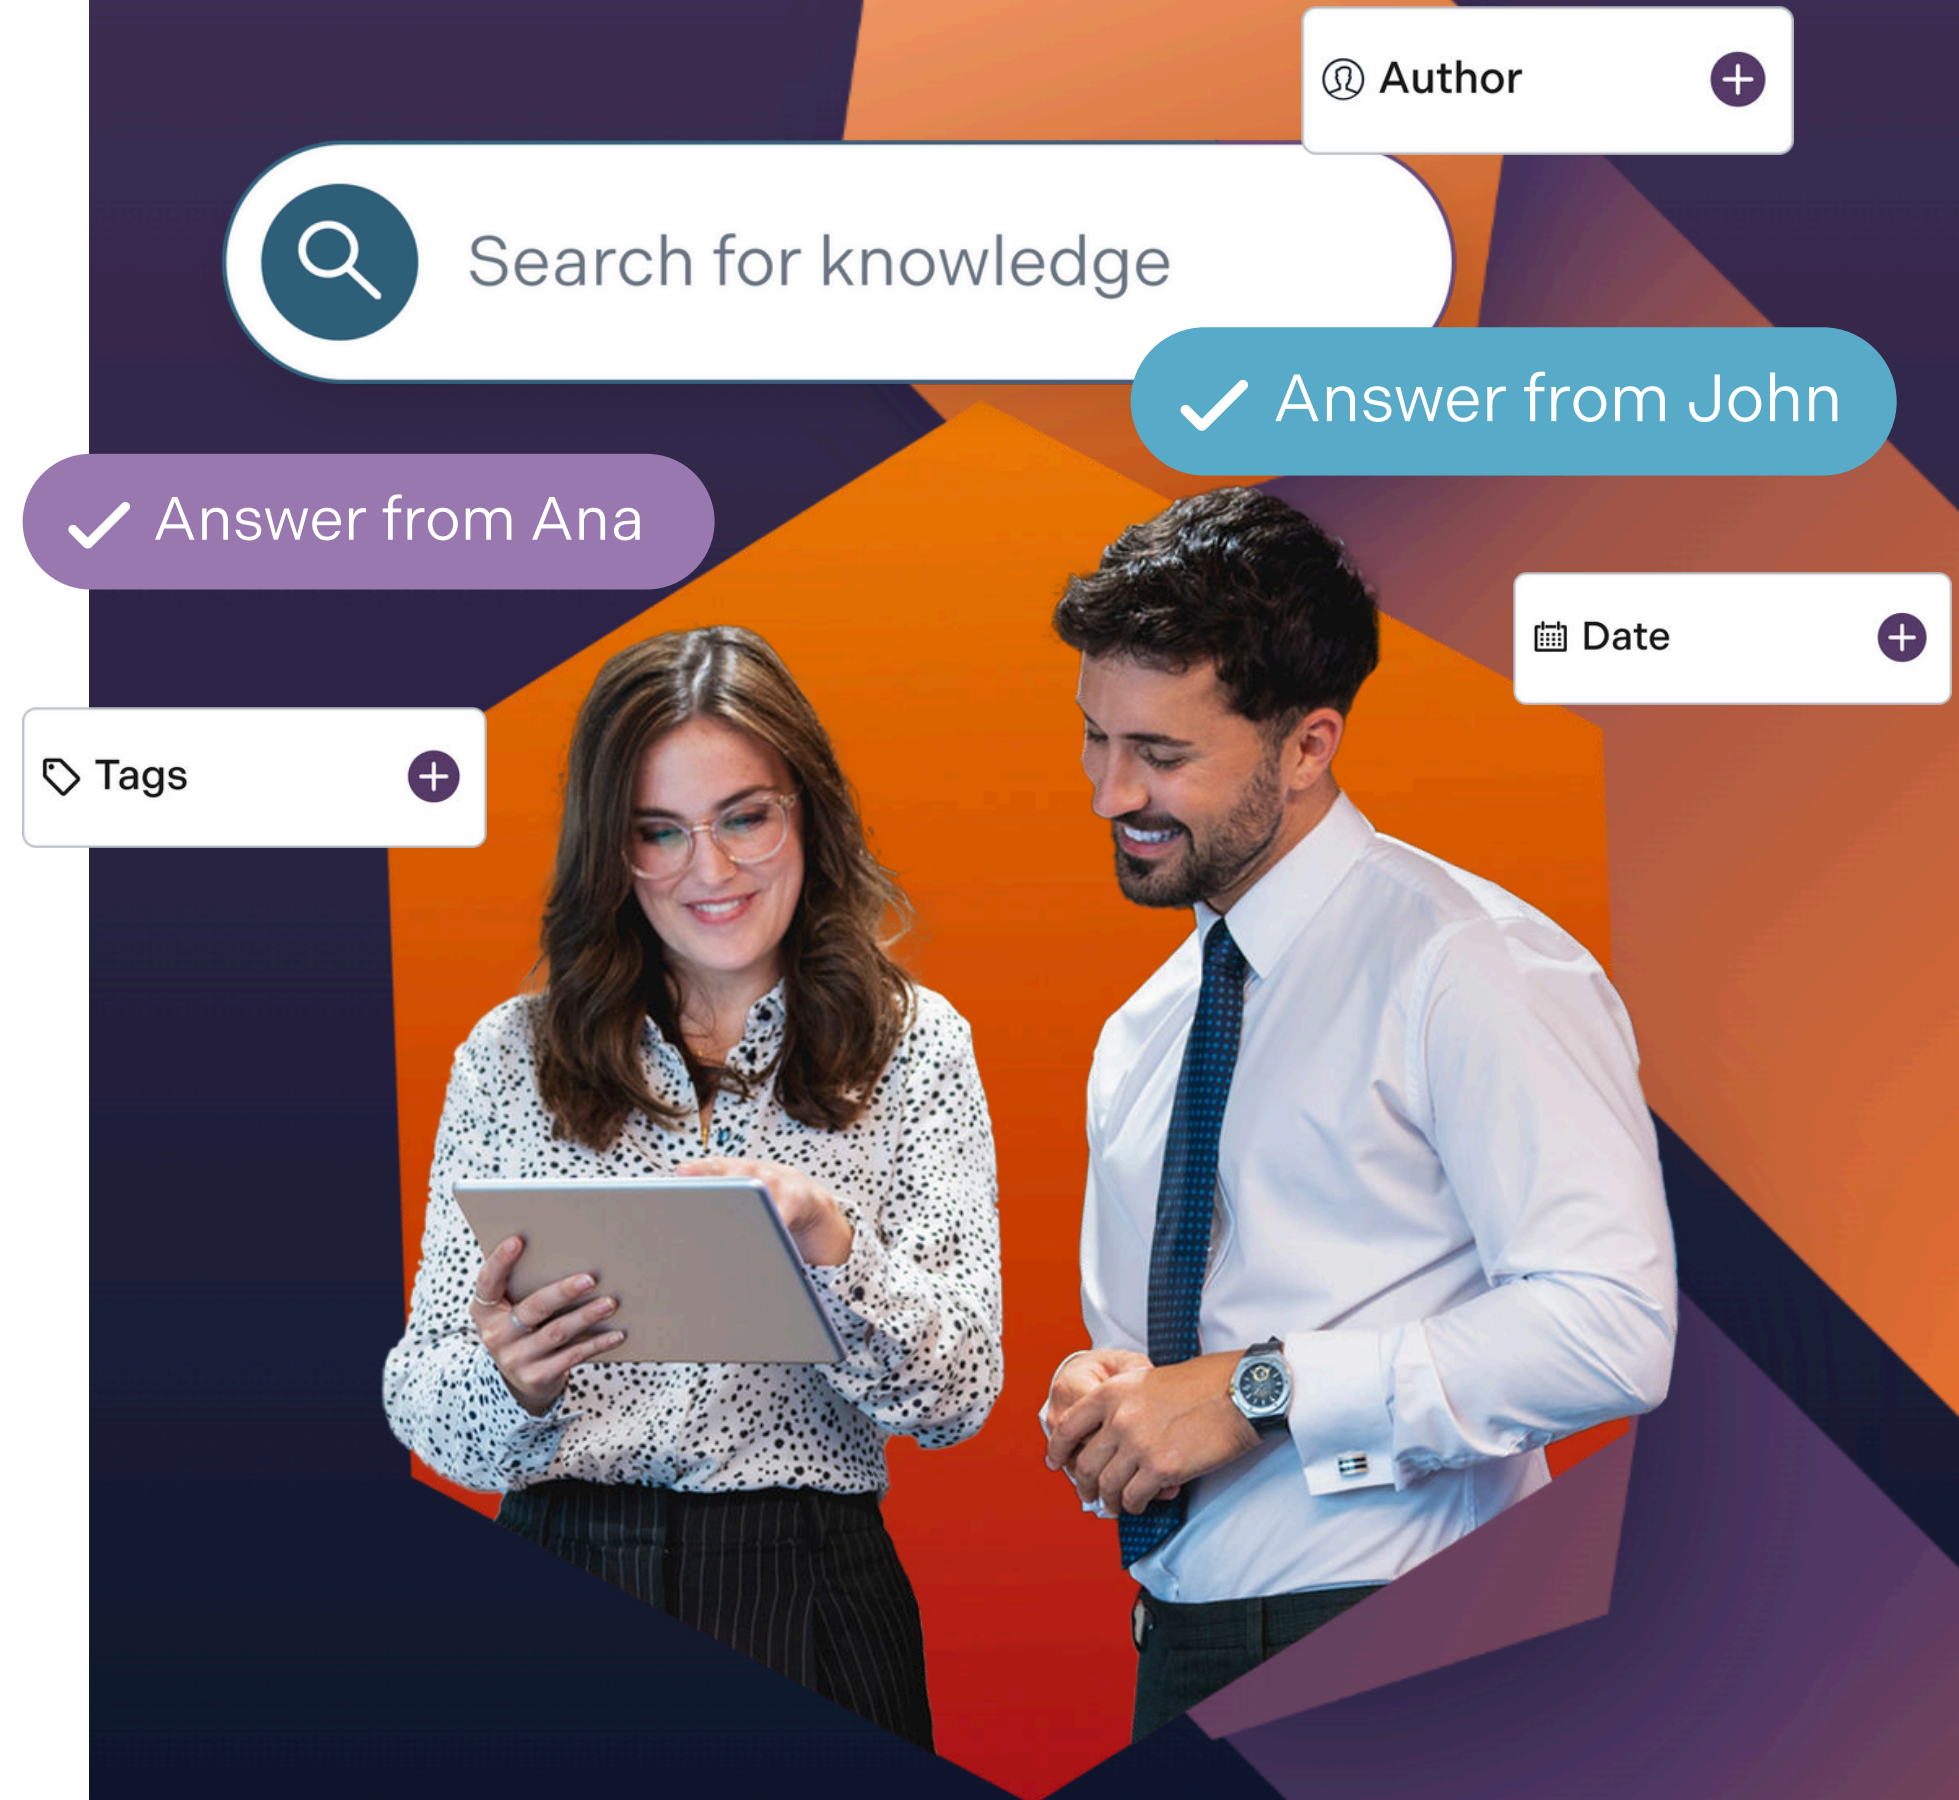 Author
Search for knowledge
Answer from John
Answer from Ana
Date
Tags